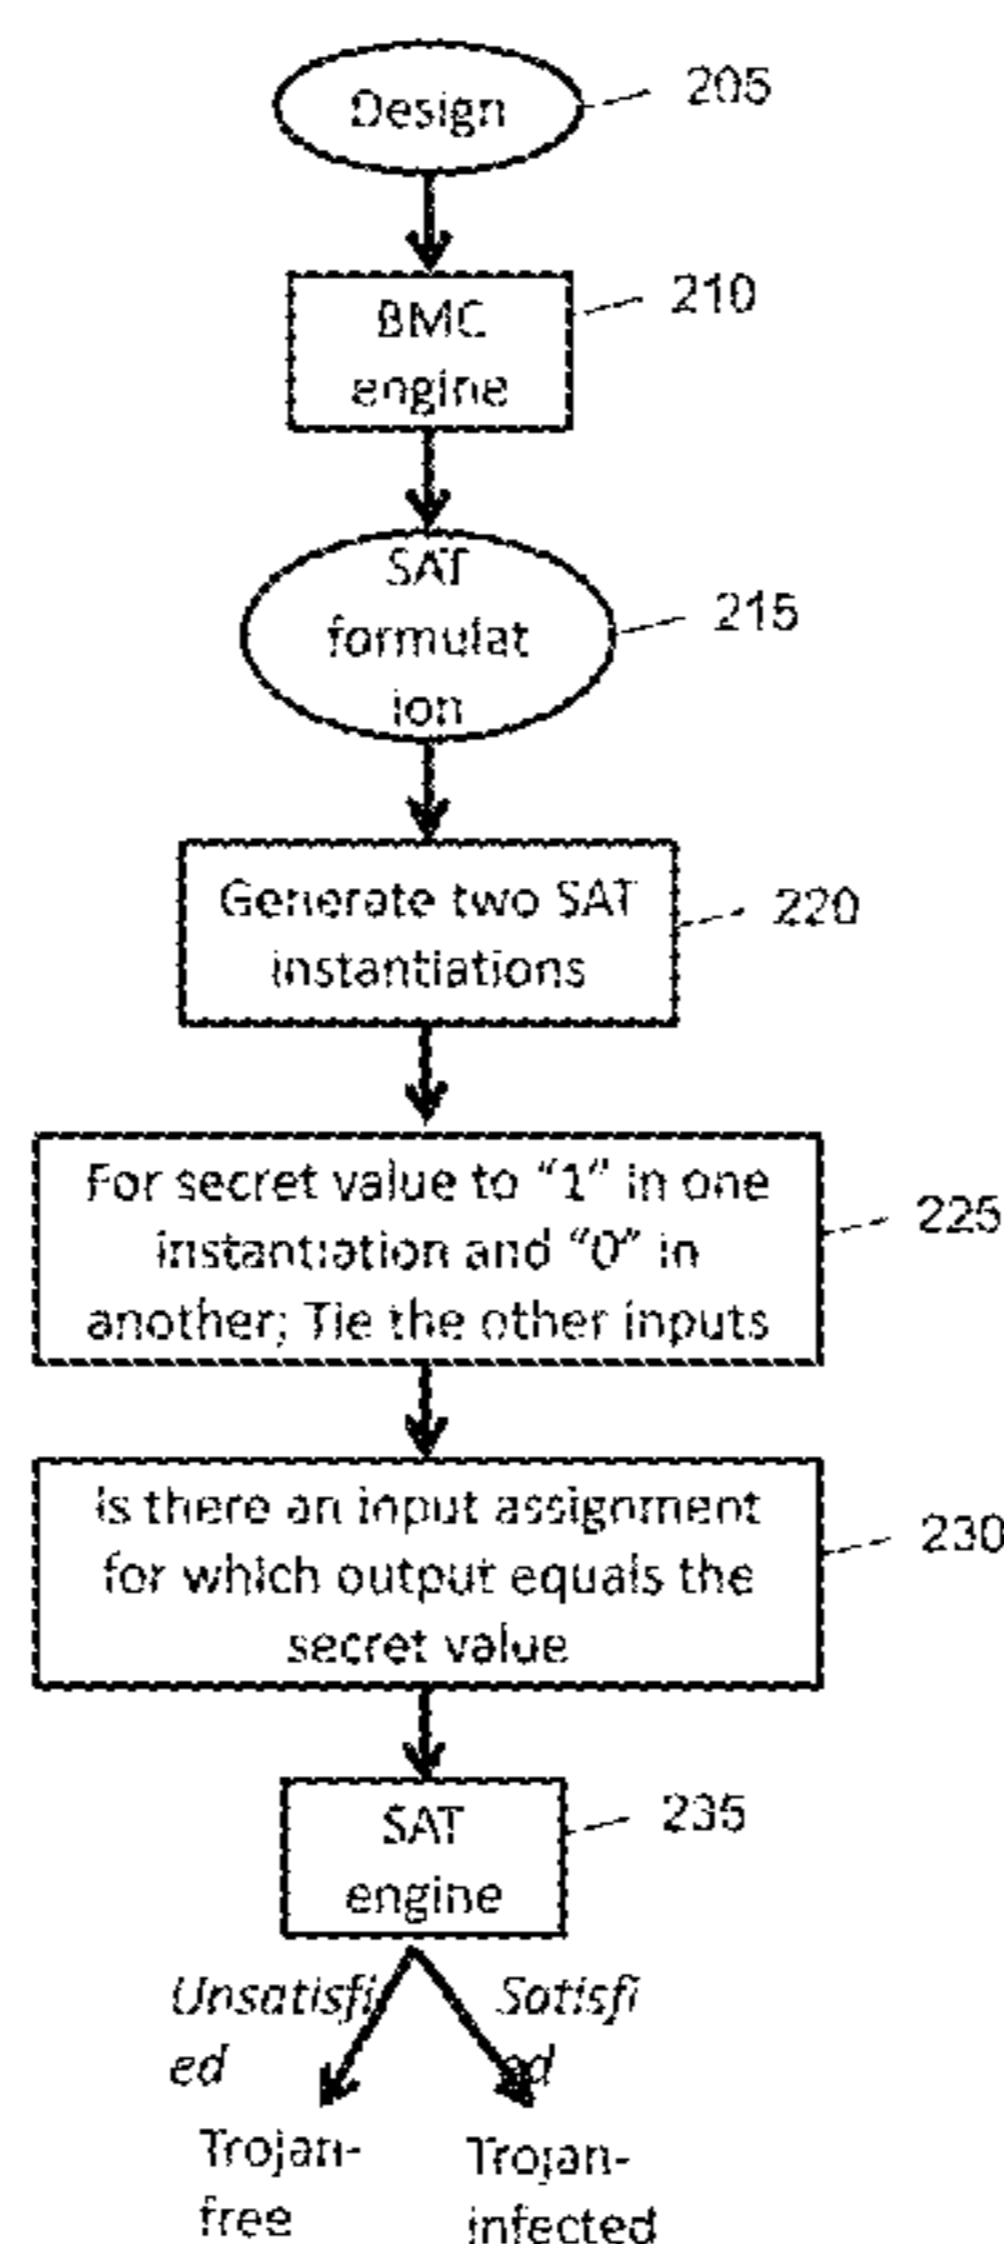 Design
205
BMC
engine
210
SAT
formulat
ion
215
Generate two SAT
instantiations
220
For secret value to “1” in one
instantiation and “0” in
another; Tie the other inputs
225
Is there an input assignment
for which output equals the
secret value
230
SAT
engine
235
Unsatisfi
ed
Satisfi
ed
Trojan-
free
Trojan-
infected